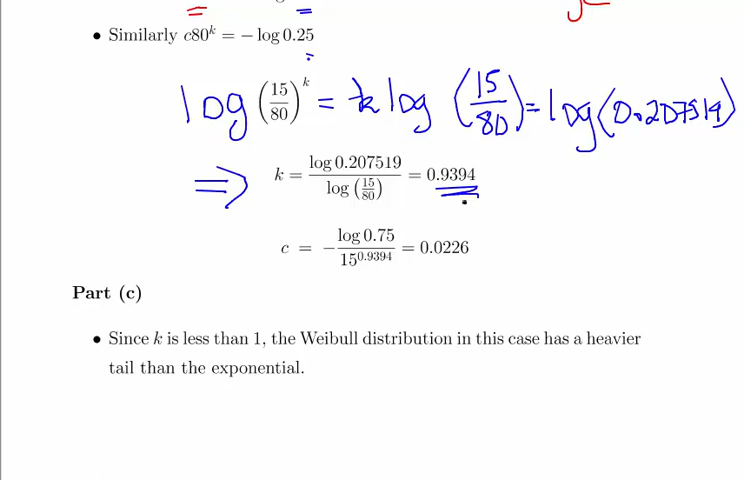 • Similarly c80^k = − log 0.25
log (15/80)^k = k log (15/80) = log(0.207519)
⟹ k = log 0.207519 / log (15/80) = 0.9394
c = − log 0.75 / 15^0.9394 = 0.0226
Part (c)
• Since k is less than 1, the Weibull distribution in this case has a heavier
tail than the exponential.